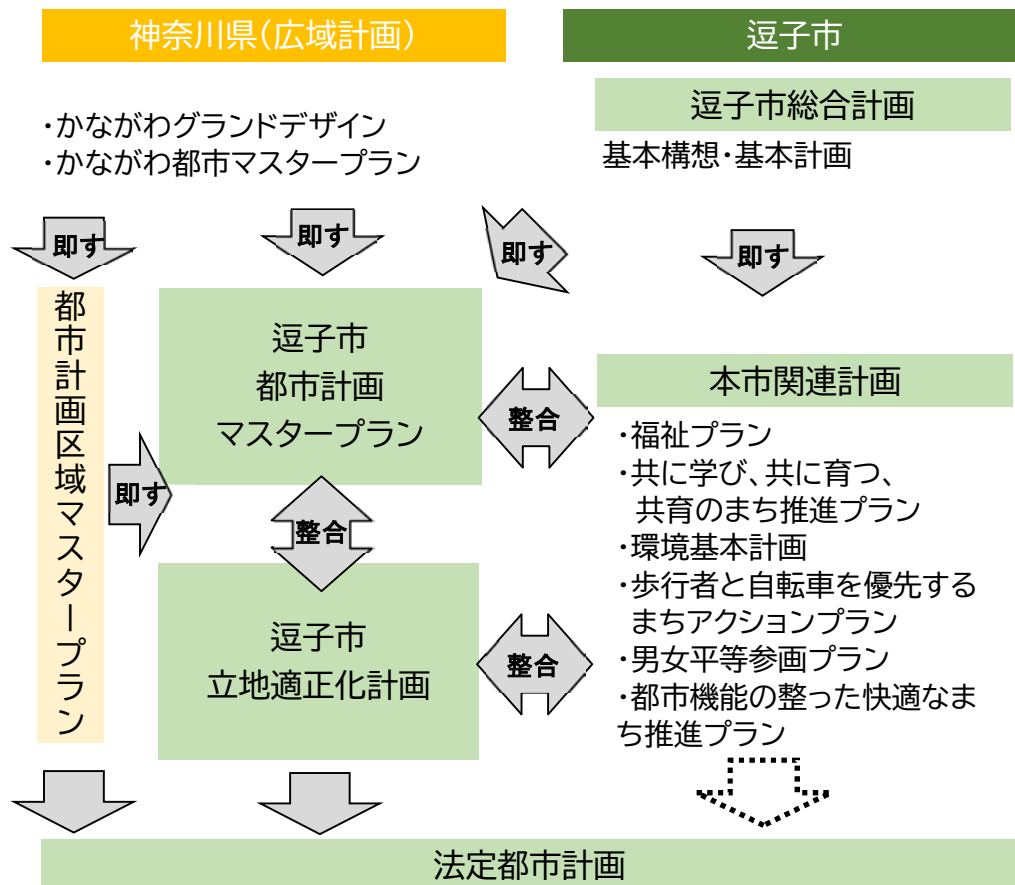 神奈川県（広域計画）
逗子市
・かながわグランドデザイン
・かながわ都市マスタープラン
逗子市総合計画
基本構想・基本計画
即す
即す
即す
即す
都市計画区域マスタープラン
逗子市
都市計画
マスタープラン
整合
本市関連計画
・福祉プラン
・共に学び、共に育つ、
共育のまち推進プラン
・環境基本計画
・歩行者と自転車を優先する
まちアクションプラン
・男女平等参画プラン
・都市機能の整った快適なま
ち推進プラン
即す
整合
逗子市
立地適正化計画
整合
法定都市計画